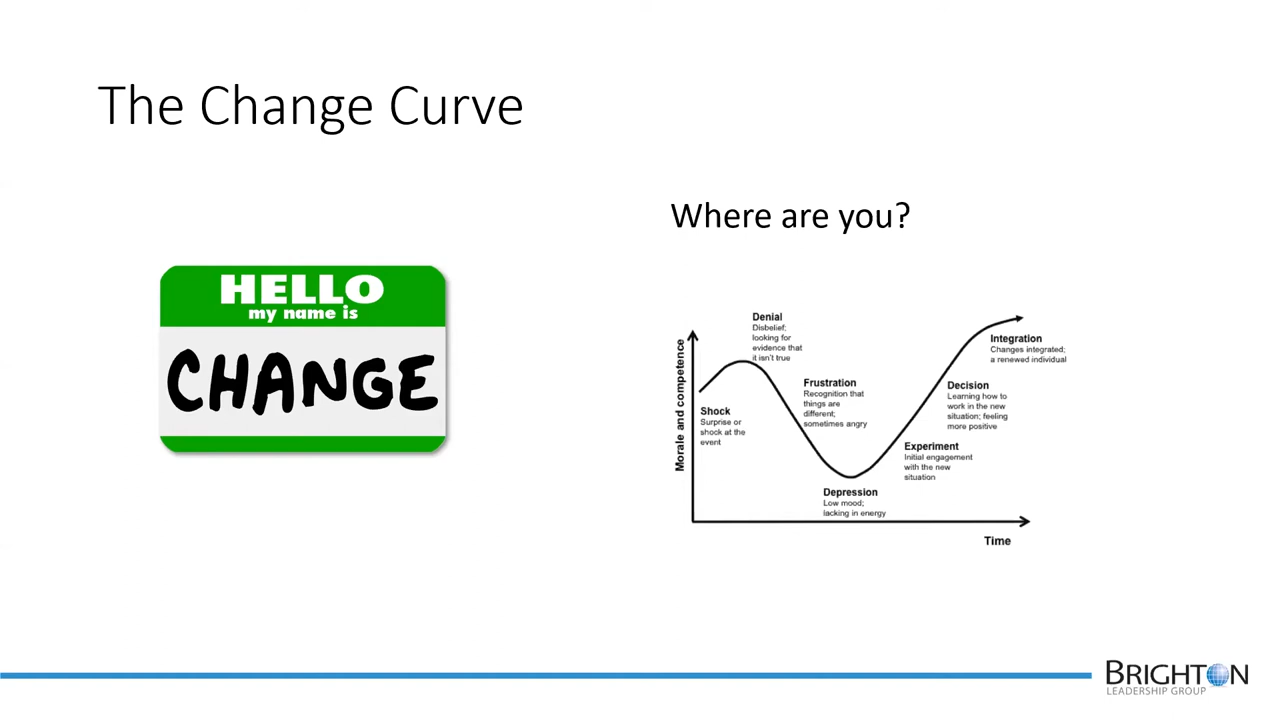 The Change Curve
Where are you?
HELLO
my name is
CHANGE
Morale and competence
Shock
Surprise or
shock at the
event
Denial
Disbelief;
looking for
evidence that
it isn't true
Frustration
Recognition that
things are
different;
sometimes angry
Depression
Low mood;
lacking in energy
Experiment
Initial engagement
with the new
situation
Decision
Learning how to
work in the new
situation; feeling
more positive
Integration
Changes integrated;
a renewed individual
Time
BRIGHTON
LEADERSHIP GROUP